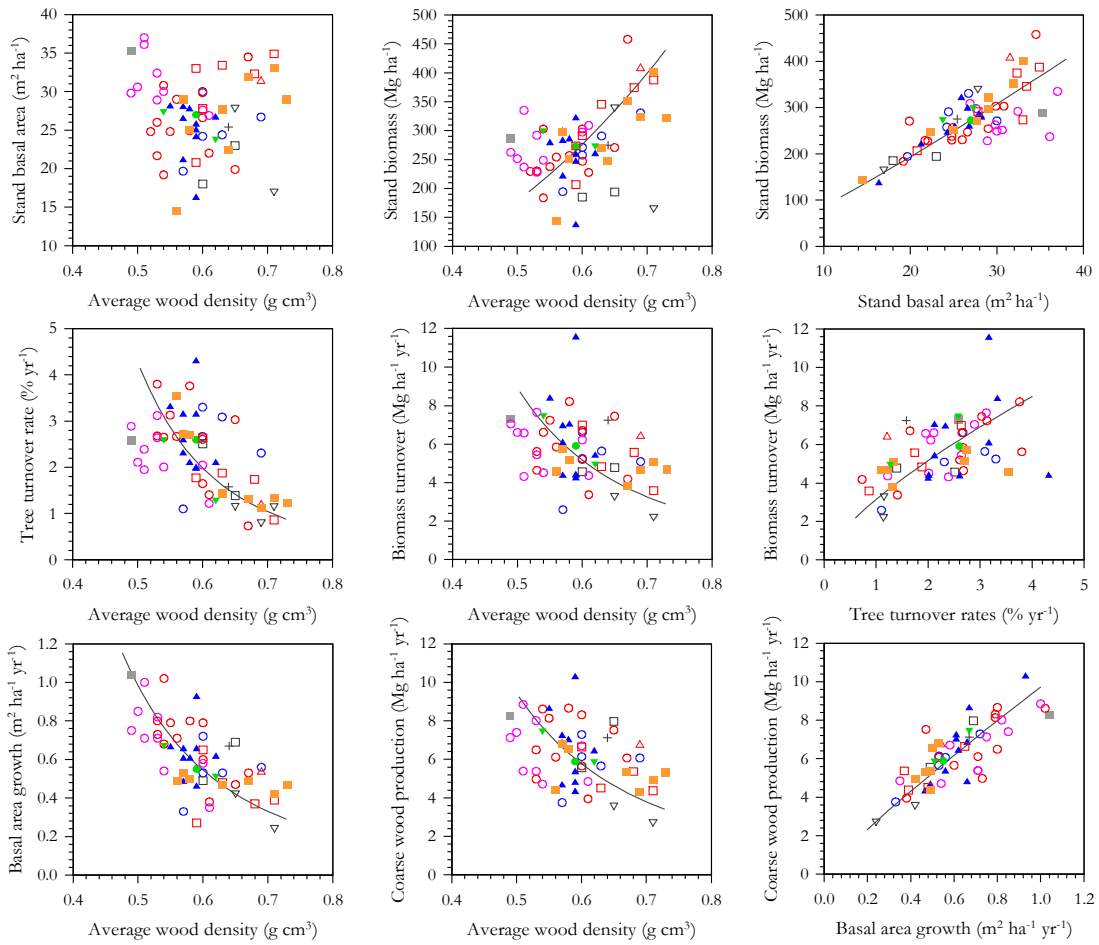 Stand basal area (m² ha⁻¹)
40
35
30
25
20
15
10
0.4 0.5 0.6 0.7 0.8
Average wood density (g cm³)
Stand biomass (Mg ha⁻¹)
500
450
400
350
300
250
200
150
100
0.4 0.5 0.6 0.7 0.8
Average wood density (g cm³)
Stand biomass (Mg ha⁻¹)
500
400
300
200
100
0
10 20 30 40
Stand basal area (m² ha⁻¹)
Tree turnover rate (% yr⁻¹)
5
4
3
2
1
0
0.4 0.5 0.6 0.7 0.8
Average wood density (g cm³)
Biomass turnover (Mg ha⁻¹ yr⁻¹)
12
10
8
6
4
2
0
0.4 0.5 0.6 0.7 0.8
Average wood density (g cm³)
Biomass turnover (Mg ha⁻¹ yr⁻¹)
12
10
8
6
4
2
0
0 1 2 3 4 5
Tree turnover rates (% yr⁻¹)
Basal area growth (m² ha⁻¹ yr⁻¹)
1.2
1.0
0.8
0.6
0.4
0.2
0.0
0.4 0.5 0.6 0.7 0.8
Average wood density (g cm³)
Coarse wood production (Mg ha⁻¹ yr⁻¹)
12
10
8
6
4
2
0
0.4 0.5 0.6 0.7 0.8
Average wood density (g cm³)
Coarse wood production (Mg ha⁻¹ yr⁻¹)
12
10
8
6
4
2
0
0.0 0.2 0.4 0.6 0.8 1.0 1.2
Basal area growth (m² ha⁻¹ yr⁻¹)